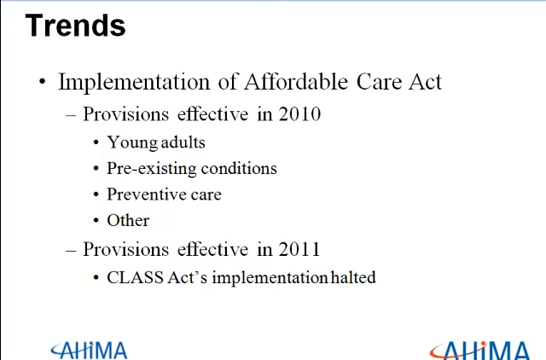 Trends
• Implementation of Affordable Care Act
– Provisions effective in 2010
• Young adults
• Pre-existing conditions
• Preventive care
• Other
– Provisions effective in 2011
• CLASS Act's implementation halted
AHiMA
AHiMA